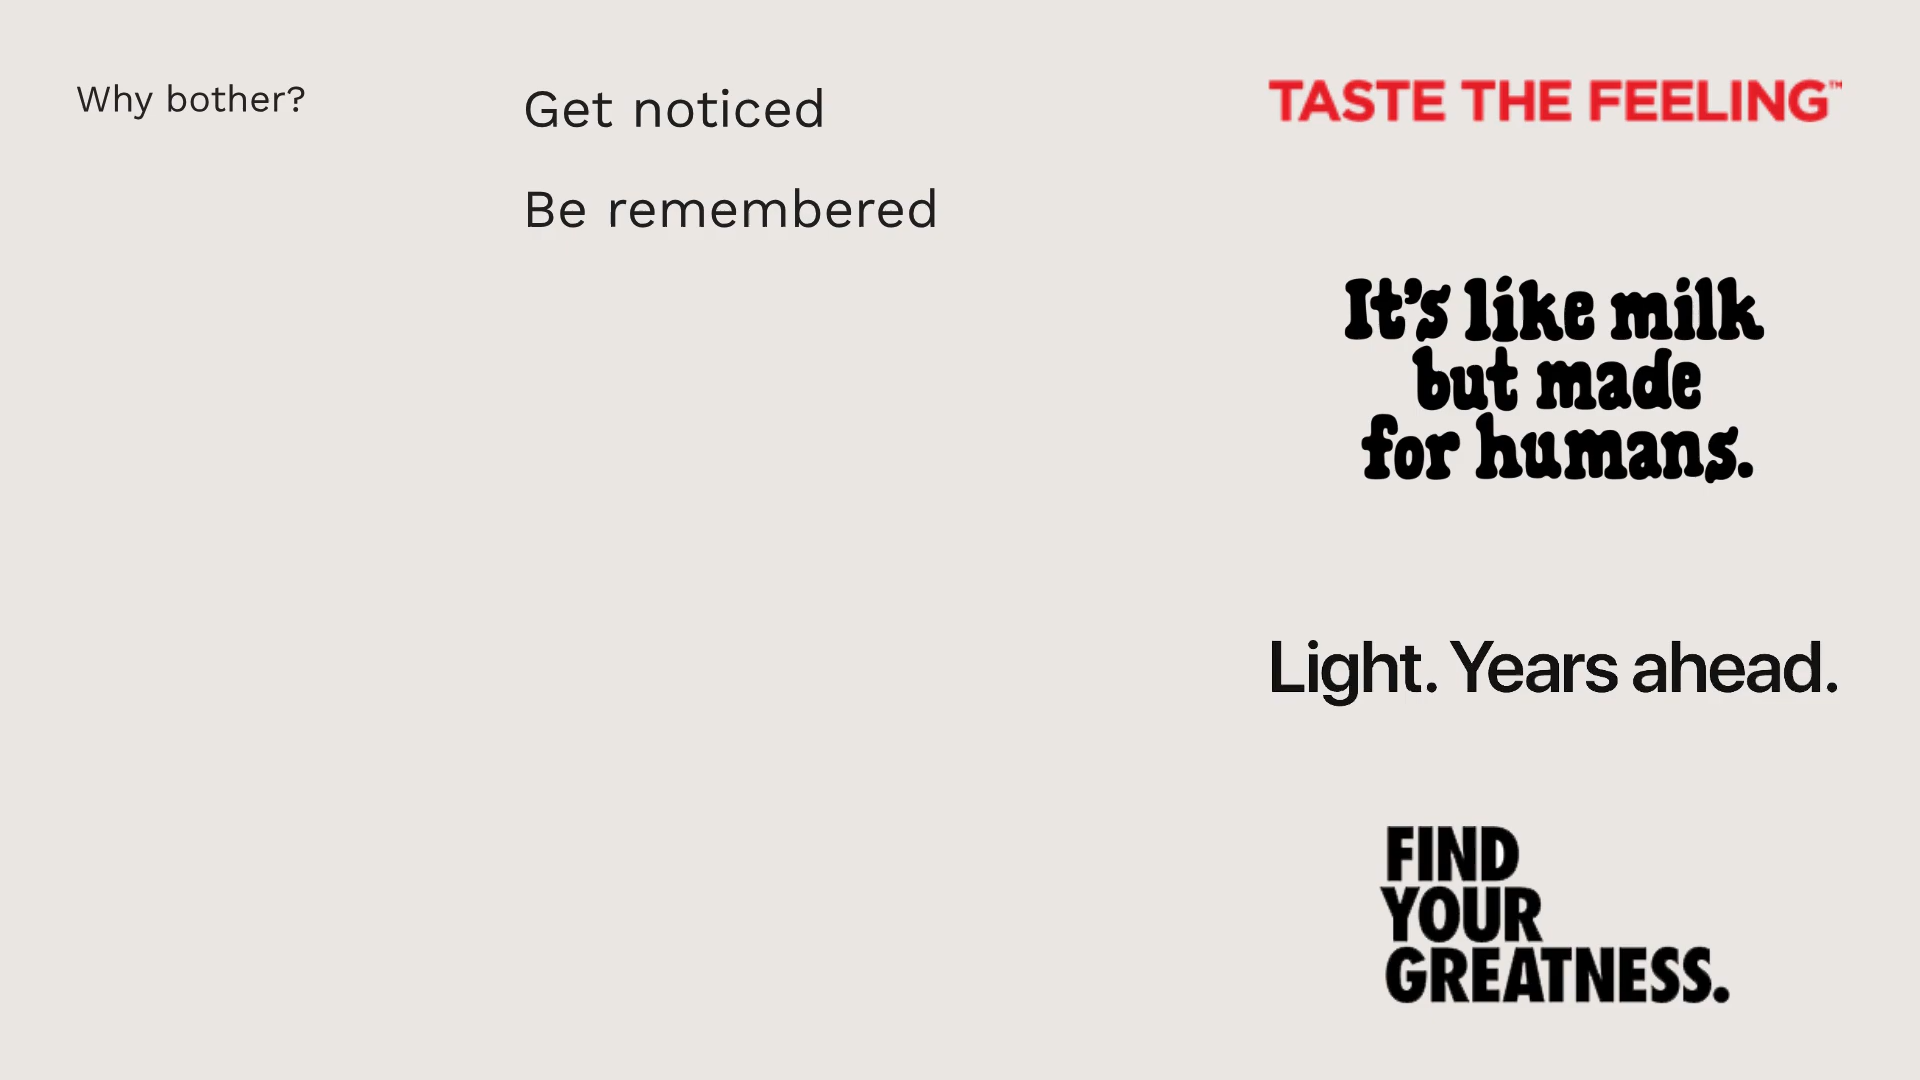 Why bother?
Get noticed
Be remembered
TASTE THE FEELING™
It's like milk
but made
for humans.
Light. Years ahead.
FIND
YOUR
GREATNESS.